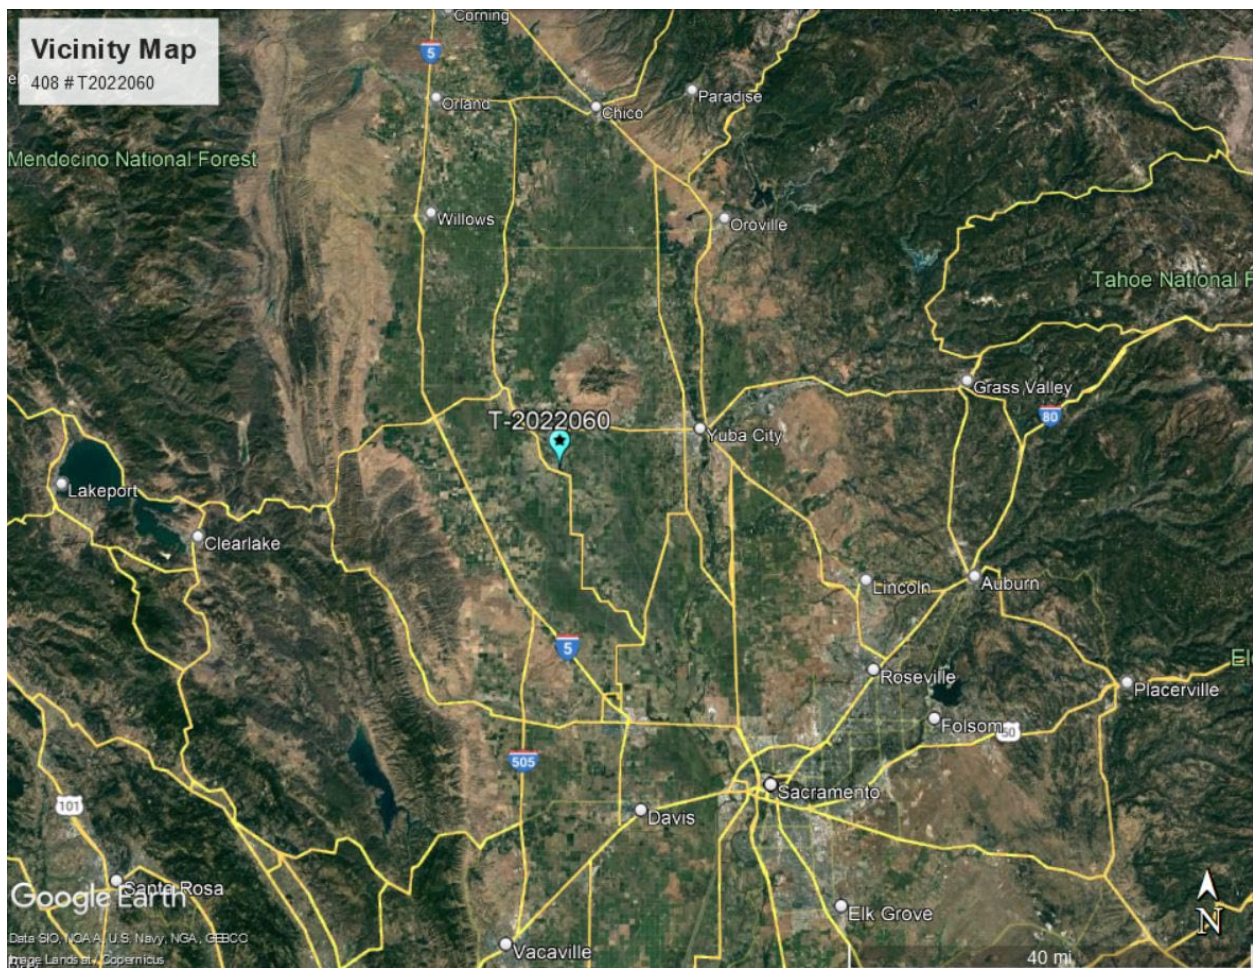 Corning
Vicinity Map
408 # T2022060
5
Orland
Paradise
Chico
Mendocino National Forest
Willows
Oroville
Tahoe National F
Grass Valley
80
T-2022060
Yuba City
Lakeport
Clearlake
Lincoln
Auburn
5
Roseville
Placerville
El
Folsom
50
505
101
Sacramento
Davis
Santa Rosa
Google Earth
Elk Grove
N
Data SIO, NOAA, U.S. Navy, NGA, GEBCO
Image Landsat / Copernicus
Vacaville
40 mi